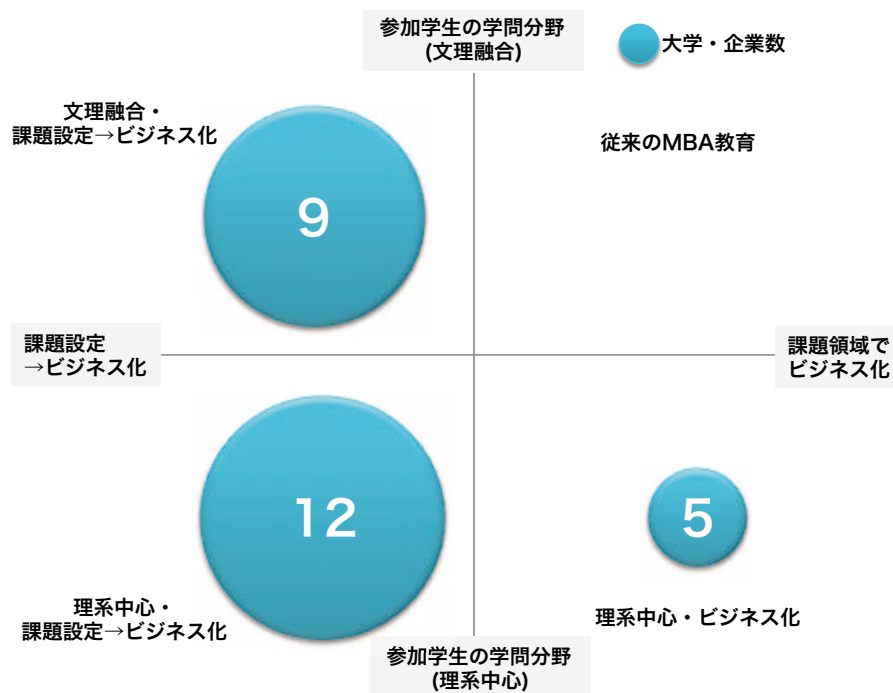 参加学生の学問分野
(文理融合)
大学・企業数
文理融合・
課題設定→ビジネス化
従来のMBA教育
9
課題設定
→ビジネス化
課題領域で
ビジネス化
12
5
理系中心・
課題設定→ビジネス化
理系中心・ビジネス化
参加学生の学問分野
(理系中心)